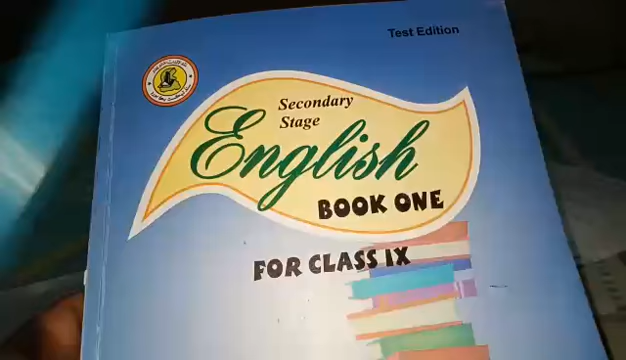 Test Edition
Secondary
Stage
English
BOOK ONE
FOR CLASS IX